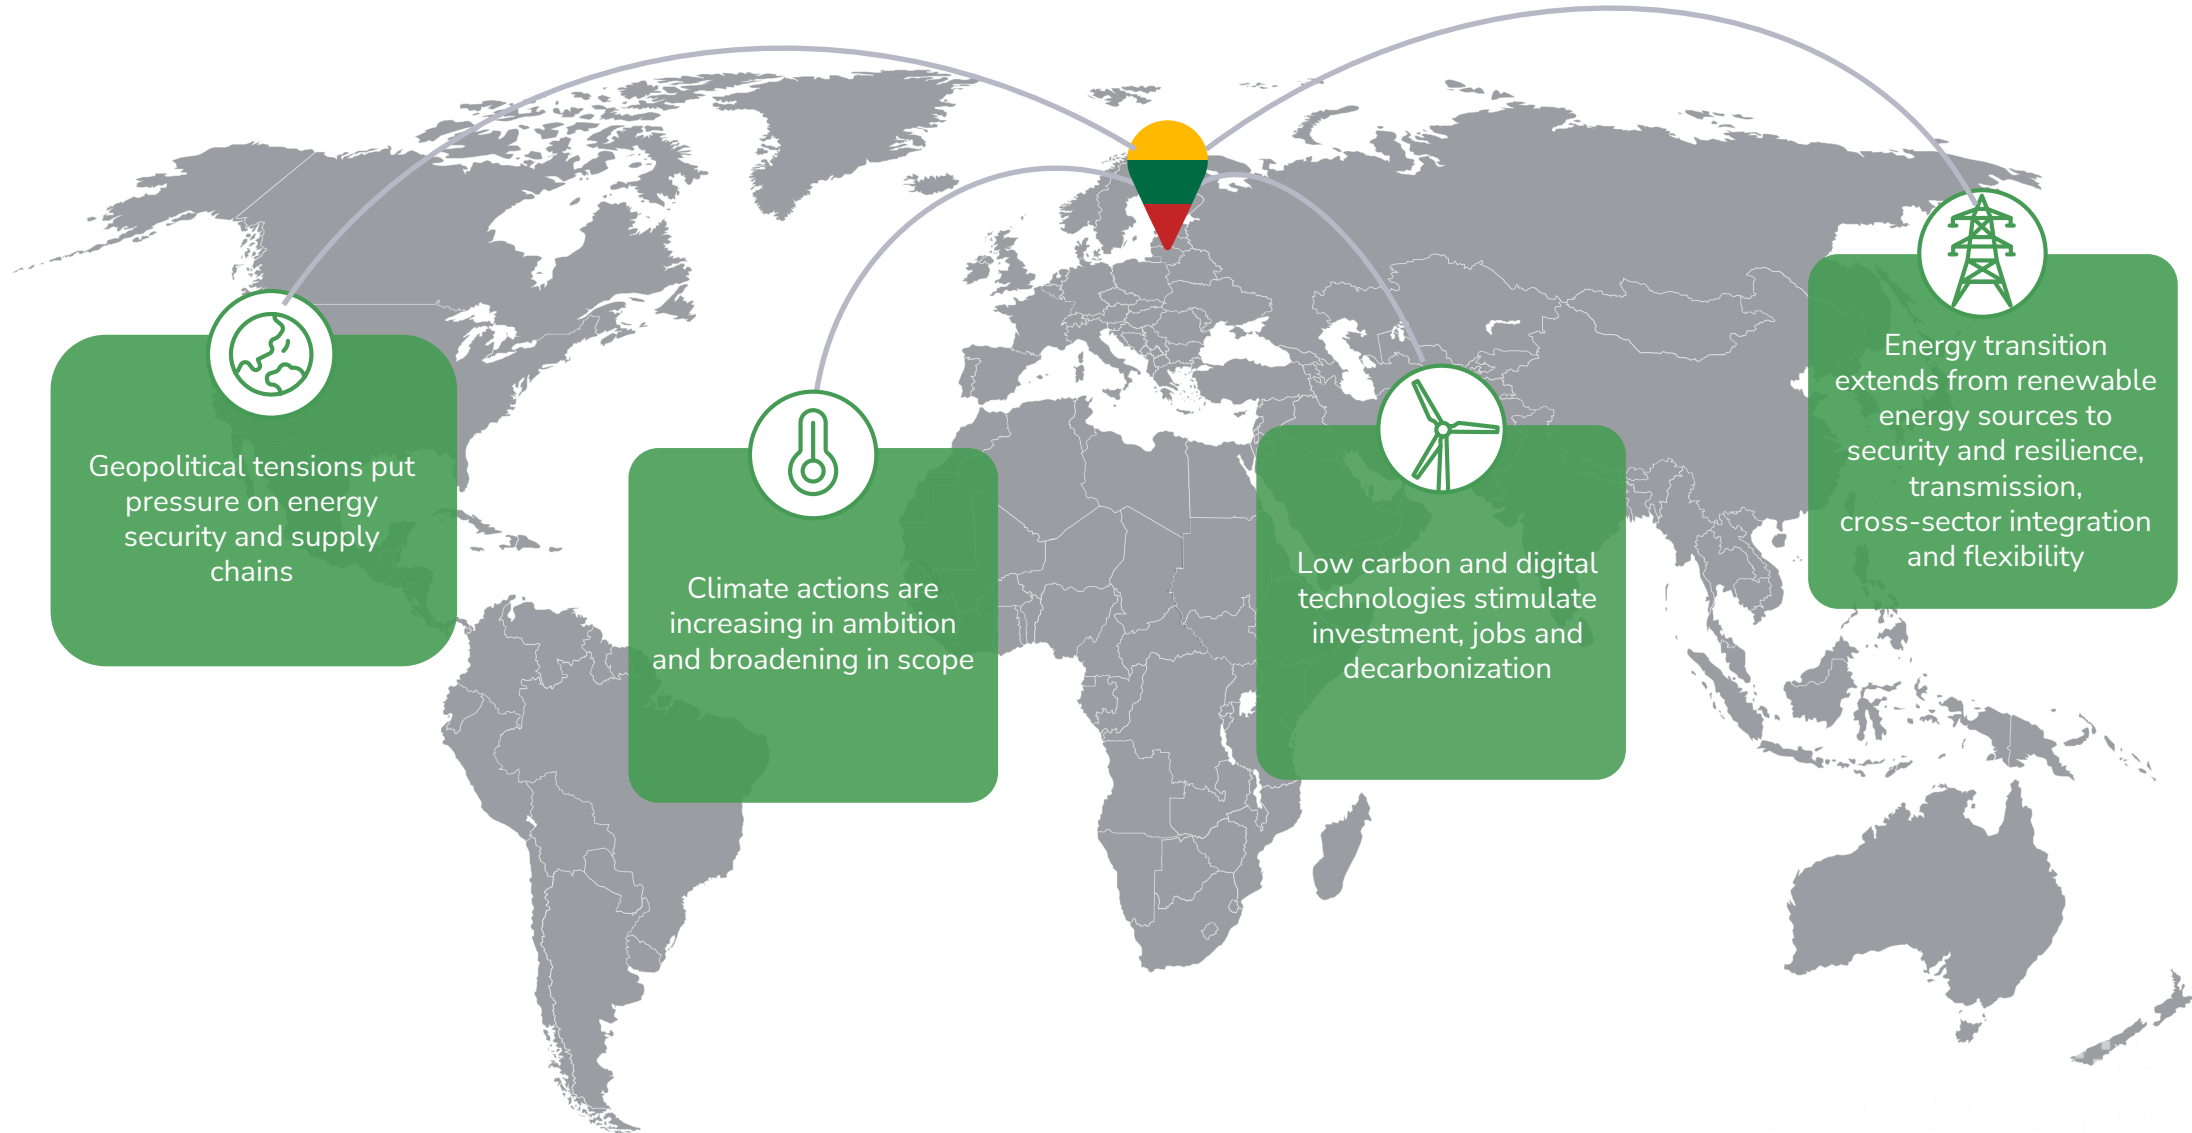 Geopolitical tensions put
pressure on energy
security and supply
chains
Climate actions are
increasing in ambition
and broadening in scope
Low carbon and digital
technologies stimulate
investment, jobs and
decarbonization
Energy transition
extends from renewable
energy sources to
security and resilience,
transmission,
cross-sector integration
and flexibility